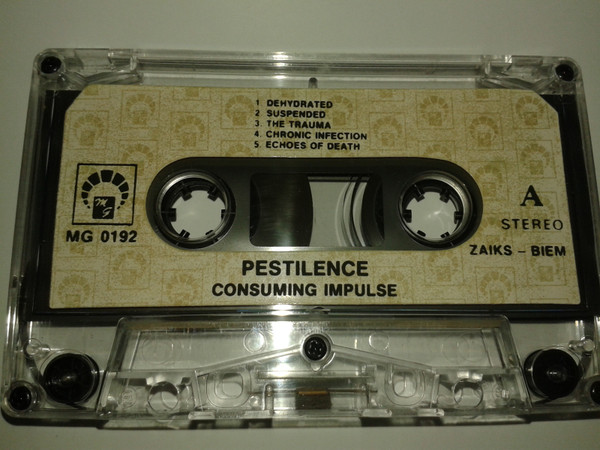 1 DEHYDRATED
2. SUSPENDED
3. THE TRAUMA
4. CHRONIC INFECTION
5. ECHOES OF DEATH
MG
MG 0192
A
STEREO
ZAIKS – BIEM
PESTILENCE
CONSUMING IMPULSE